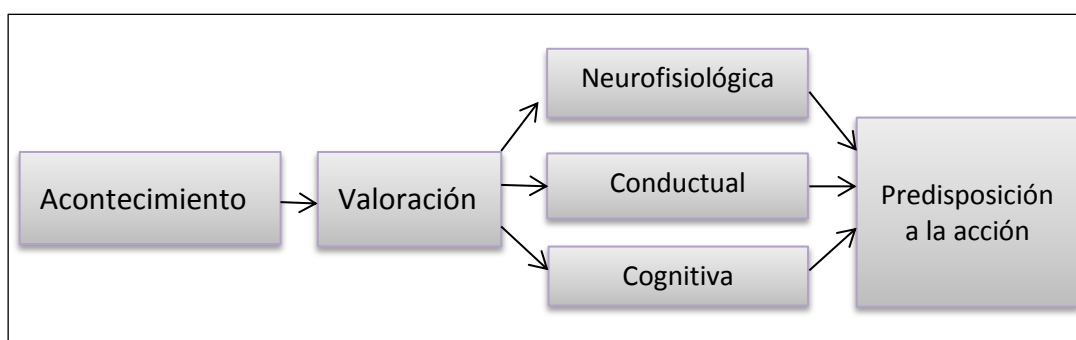 Acontecimiento
Valoración
Neurofisiológica
Conductual
Cognitiva
Predisposición
a la acción